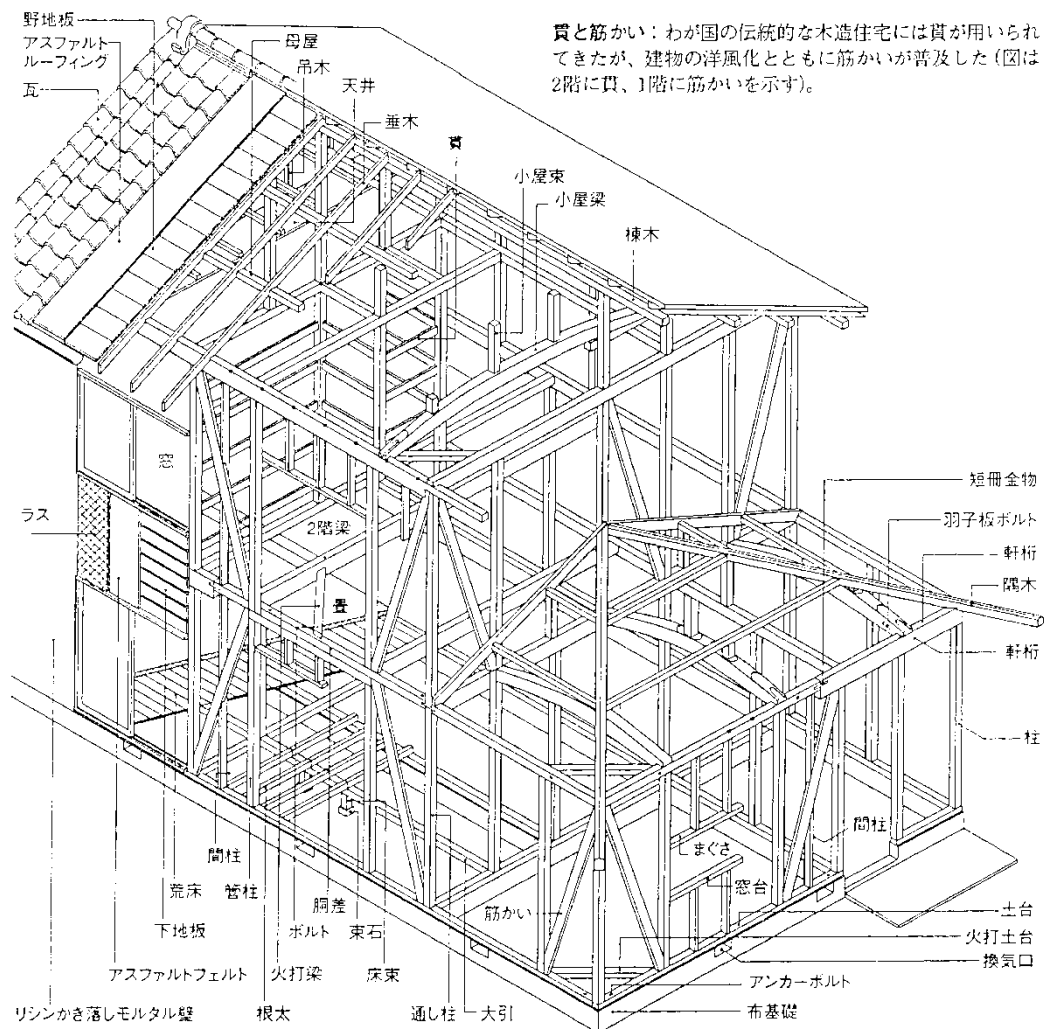 貫と筋かい：わが国の伝統的な木造住宅には貫が用いられ
てきたが、建物の洋風化とともに筋かいが普及した（図は
2階に貫、1階に筋かいを示す）。
野地板
アスファルト
ルーフィング
瓦
母屋
吊木
天井
垂木
貫
小屋束
小屋梁
棟木
窓
ラス
2階梁
畳
短冊金物
羽子板ボルト
軒桁
隅木
軒桁
柱
間柱
まぐさ
窓台
筋かい
土台
火打土台
換気口
アンカーボルト
布基礎
間柱
荒床
管柱
胴差
下地板
ボルト
束石
アスファルトフェルト
火打梁
床束
リシンかき落しモルタル壁
根太
通し柱
大引